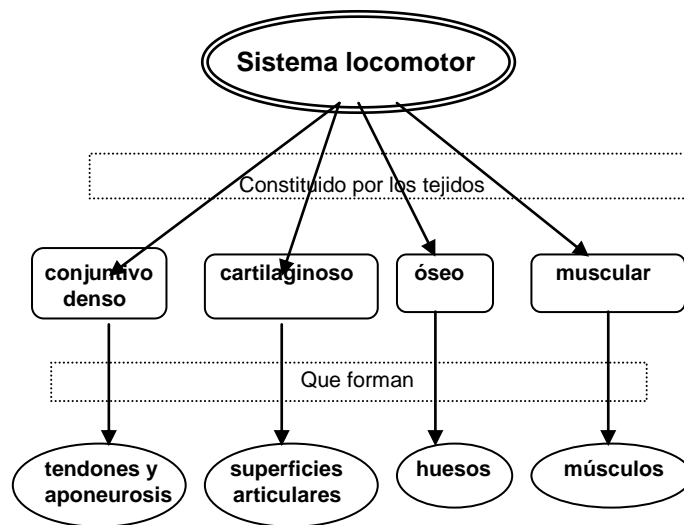 Sistema locomotor
Constituido por los tejidos
conjuntivo
denso
cartilaginoso
óseo
muscular
Que forman
tendones y
aponeurosis
superficies
articulares
huesos
músculos